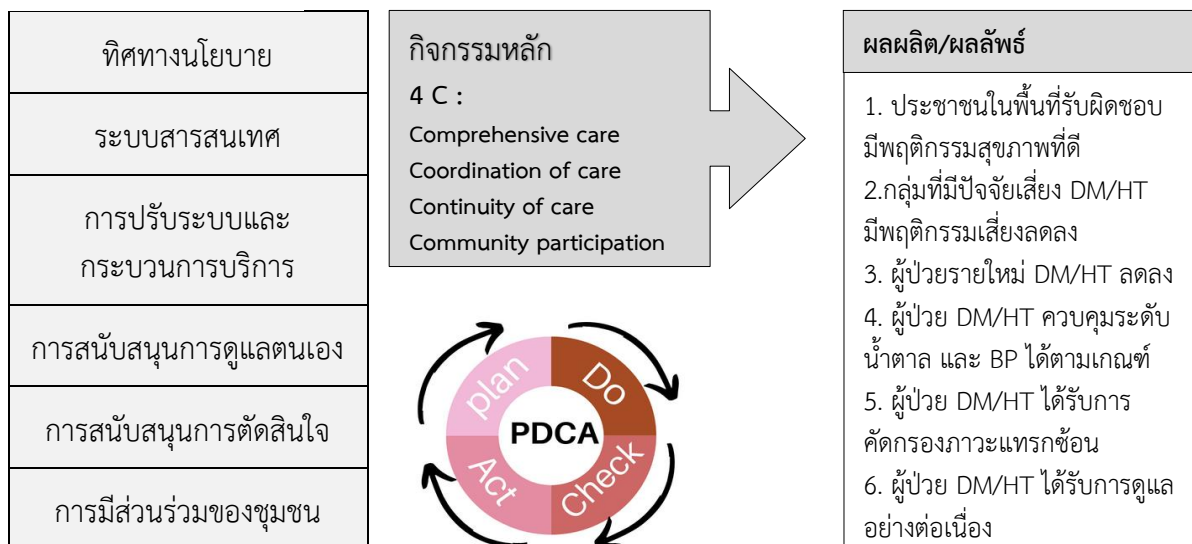 ทิศทางนโยบาย
ระบบสารสนเทศ
การปรับระบบและ
กระบวนการบริการ
การสนับสนุนการดูแลตนเอง
การสนับสนุนการตัดสินใจ
การมีส่วนร่วมของชุมชน
กิจกรรมหลัก
4 C :
Comprehensive care
Coordination of care
Continuity of care
Community participation
plan
Do
PDCA
Act
Check
ผลผลิต/ผลลัพธ์
1. ประชาชนในพื้นที่รับผิดชอบ
มีพฤติกรรมสุขภาพที่ดี
2.กลุ่มที่มีปัจจัยเสี่ยง DM/HT
มีพฤติกรรมเสี่ยงลดลง
3. ผู้ป่วยรายใหม่ DM/HT ลดลง
4. ผู้ป่วย DM/HT ควบคุมระดับ
น้ำตาล และ BP ได้ตามเกณฑ์
5. ผู้ป่วย DM/HT ได้รับการ
คัดกรองภาวะแทรกซ้อน
6. ผู้ป่วย DM/HT ได้รับการดูแล
อย่างต่อเนื่อง